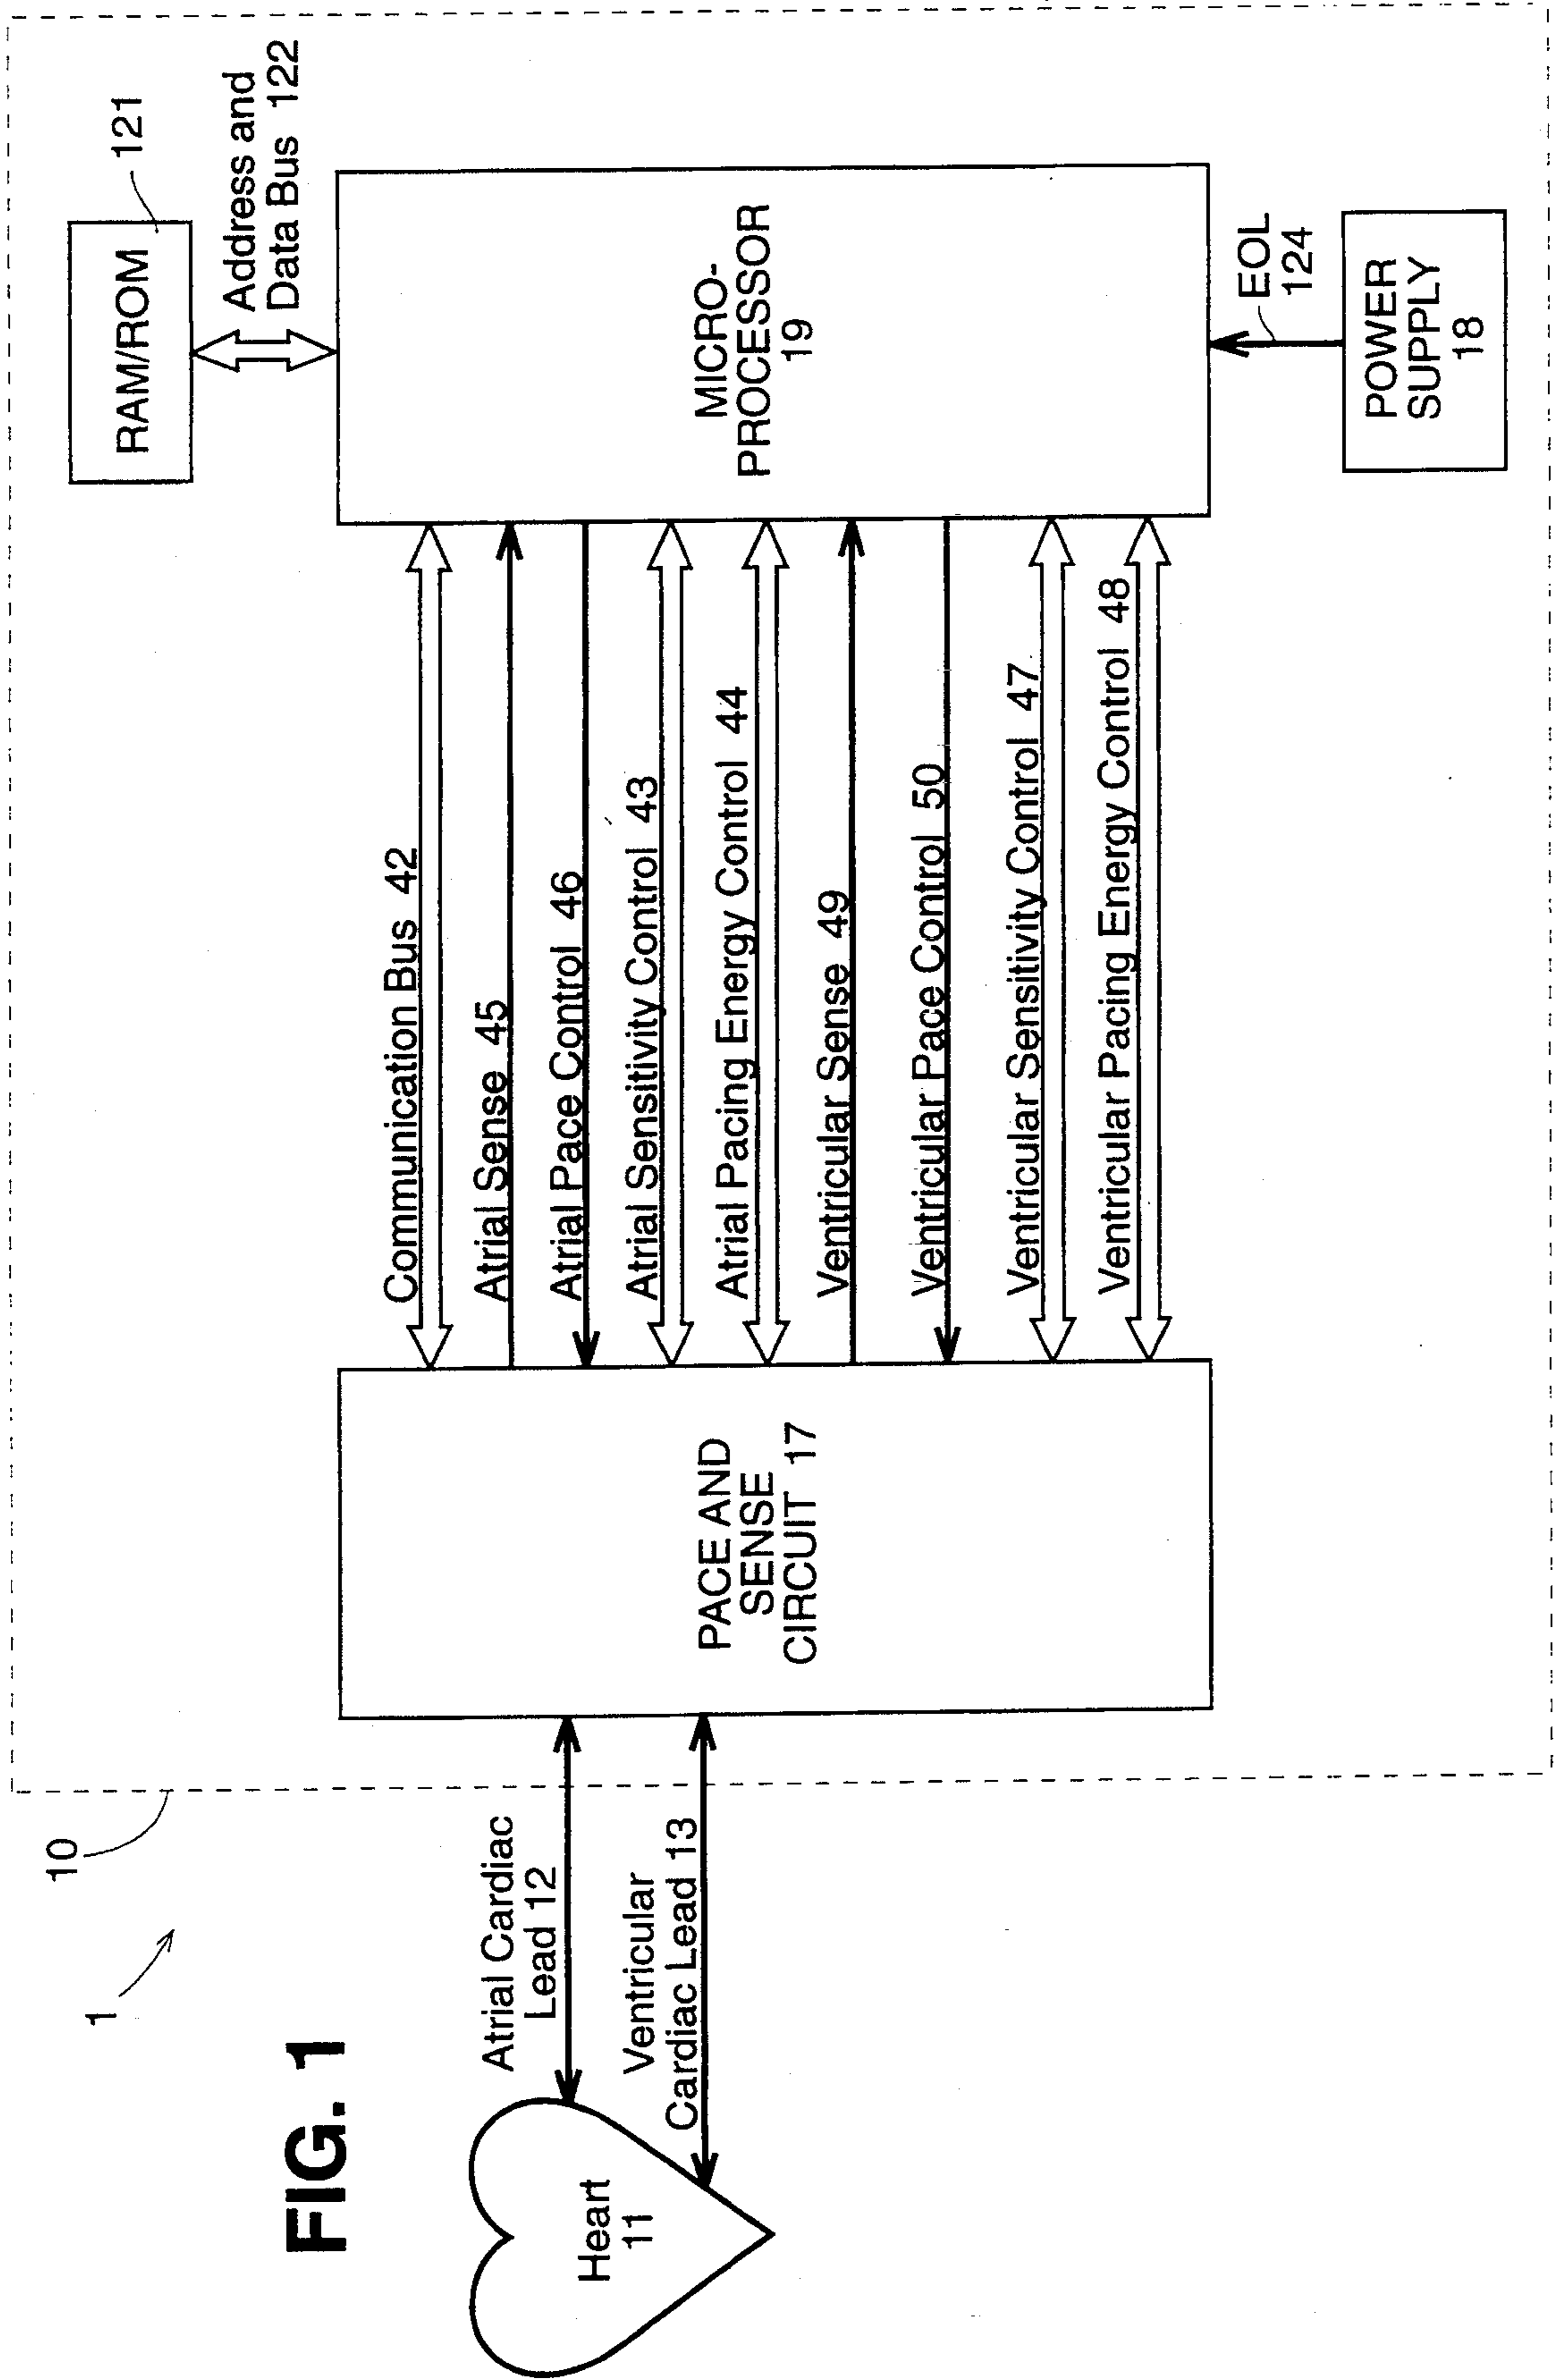 FIG. 1
1
10
Heart
11
Atrial Cardiac
Lead 12
Ventricular
Cardiac Lead 13
PACE AND
SENSE
CIRCUIT 17
Communication Bus 42
Atrial Sense 45
Atrial Pace Control 46
Atrial Sensitivity Control 43
Atrial Pacing Energy Control 44
Ventricular Sense 49
Ventricular Pace Control 50
Ventricular Sensitivity Control 47
Ventricular Pacing Energy Control 48
MICRO-
PROCESSOR
19
RAM/ROM
121
Address and
Data Bus 122
EOL
124
POWER
SUPPLY
18